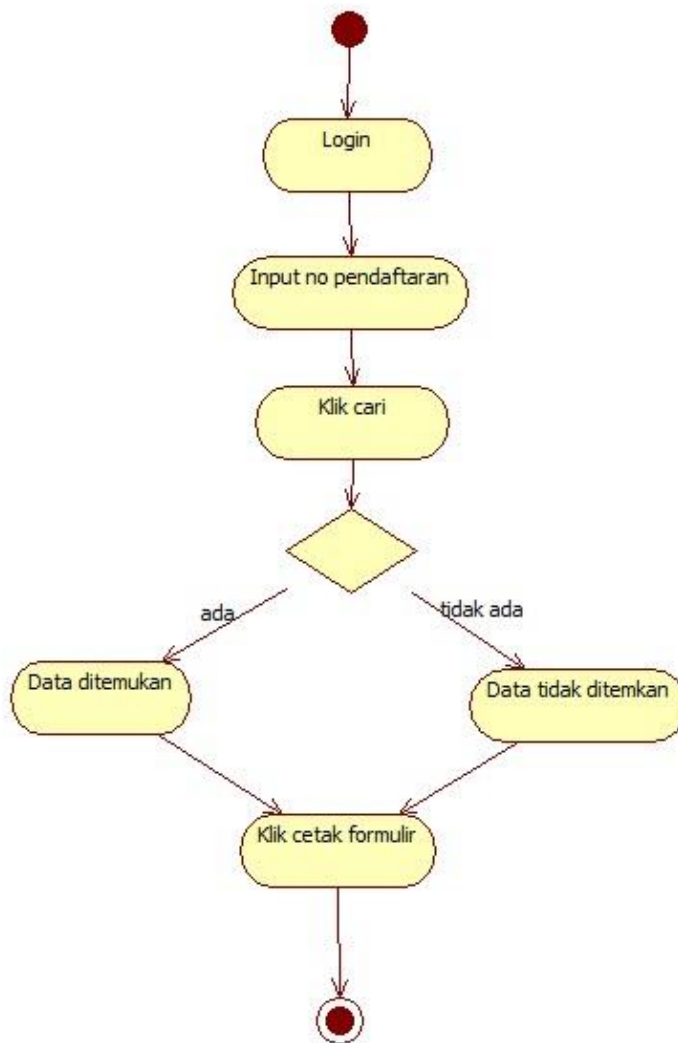 Login
Input no pendaftaran
Klik cari
ada
tidak ada
Data ditemukan
Data tidak ditemkan
Klik cetak formulir